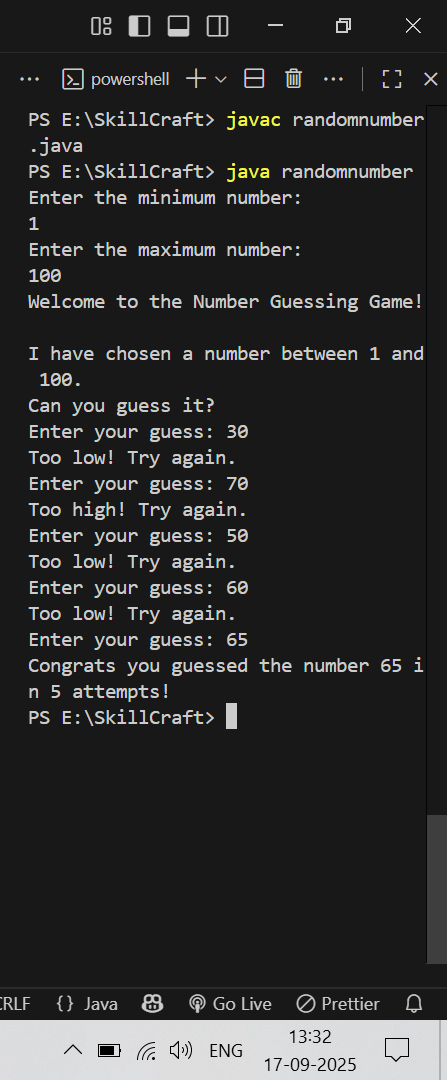 powershell
PS E:\SkillCraft> javac randomnumber
.java
PS E:\SkillCraft> java randomnumber
Enter the minimum number:
1
Enter the maximum number:
100
Welcome to the Number Guessing Game!
I have chosen a number between 1 and
100.
Can you guess it?
Enter your guess: 30
Too low! Try again.
Enter your guess: 70
Too high! Try again.
Enter your guess: 50
Too low! Try again.
Enter your guess: 60
Too low! Try again.
Enter your guess: 65
Congrats you guessed the number 65 i
n 5 attempts!
PS E:\SkillCraft>
CRLF {} Java Go Live Prettier
ENG
13:32
17-09-2025